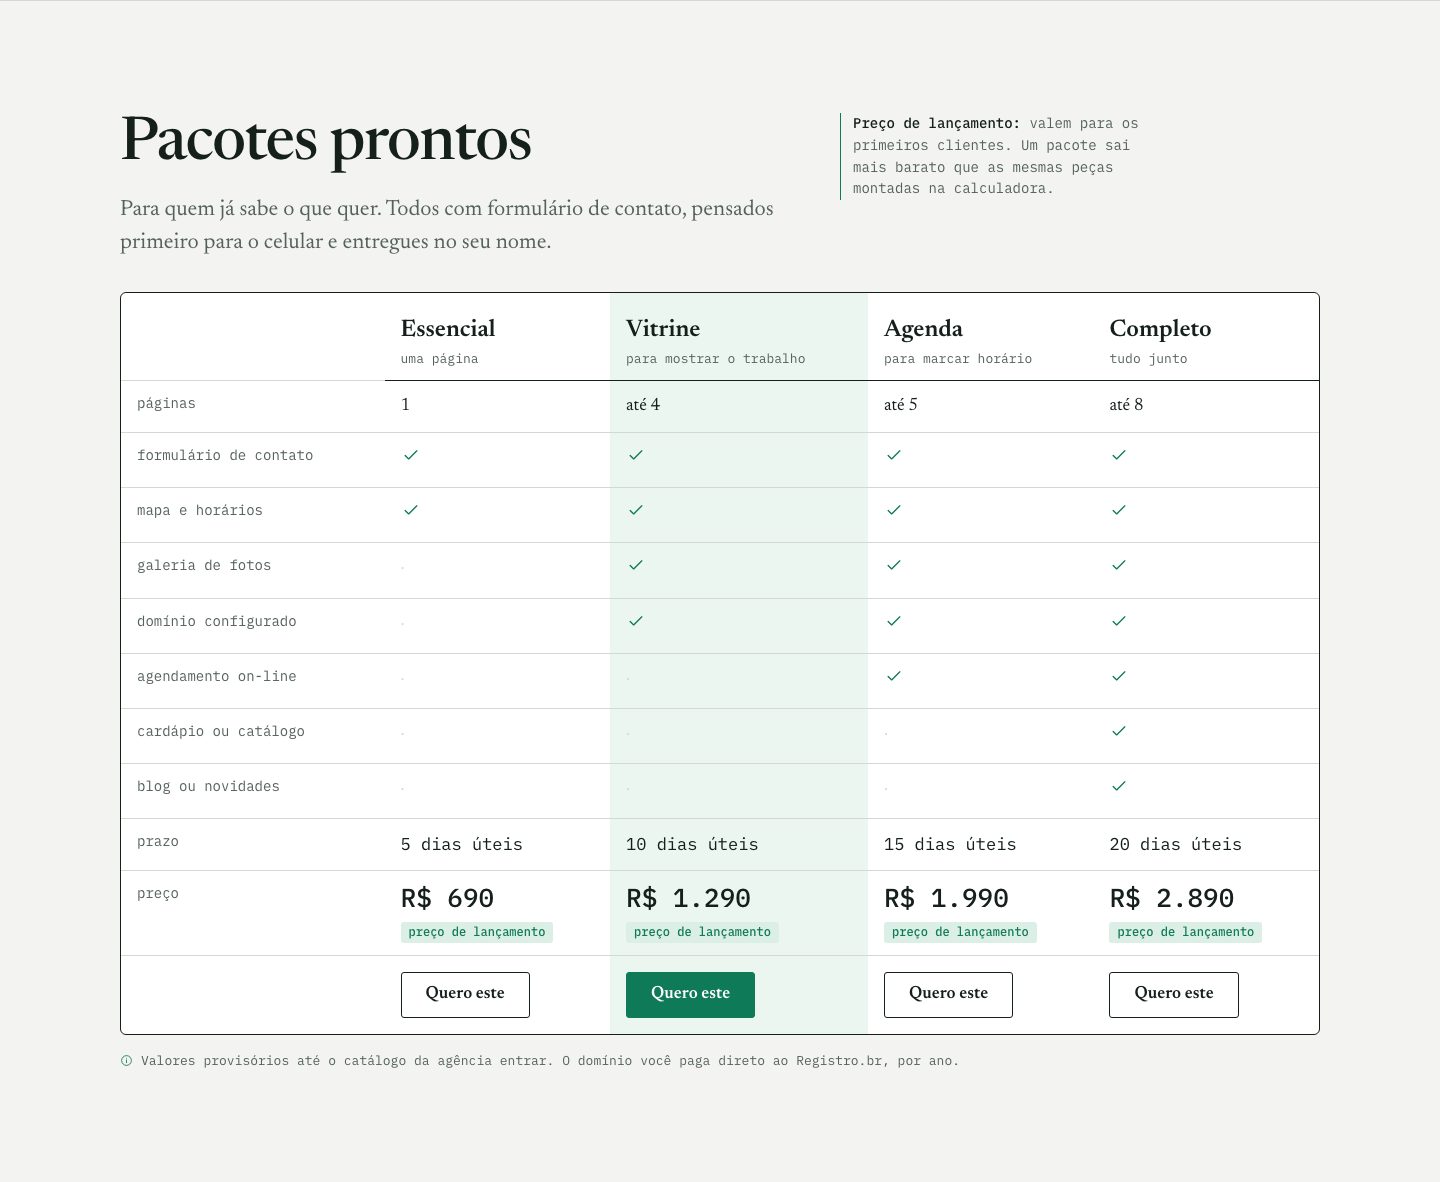 Pacotes prontos
Para quem já sabe o que quer. Todos com formulário de contato, pensados
primeiro para o celular e entregues no seu nome.
Preço de lançamento: valem para os
primeiros clientes. Um pacote sai
mais barato que as mesmas peças
montadas na calculadora.
Essencial Vitrine Agenda Completo
uma página para mostrar o trabalho para marcar horário tudo junto
páginas 1 até 4 até 5 até 8
formulário de contato ✓ ✓ ✓ ✓
mapa e horários ✓ ✓ ✓ ✓
galeria de fotos · ✓ ✓ ✓
domínio configurado · ✓ ✓ ✓
agendamento on-line · · ✓ ✓
cardápio ou catálogo · · · ✓
blog ou novidades · · · ✓
prazo 5 dias úteis 10 dias úteis 15 dias úteis 20 dias úteis
preço R$ 690 R$ 1.290 R$ 1.990 R$ 2.890
preço de lançamento preço de lançamento preço de lançamento preço de lançamento
Quero este Quero este Quero este Quero este
Valores provisórios até o catálogo da agência entrar. O domínio você paga direto ao Registro.br, por ano.